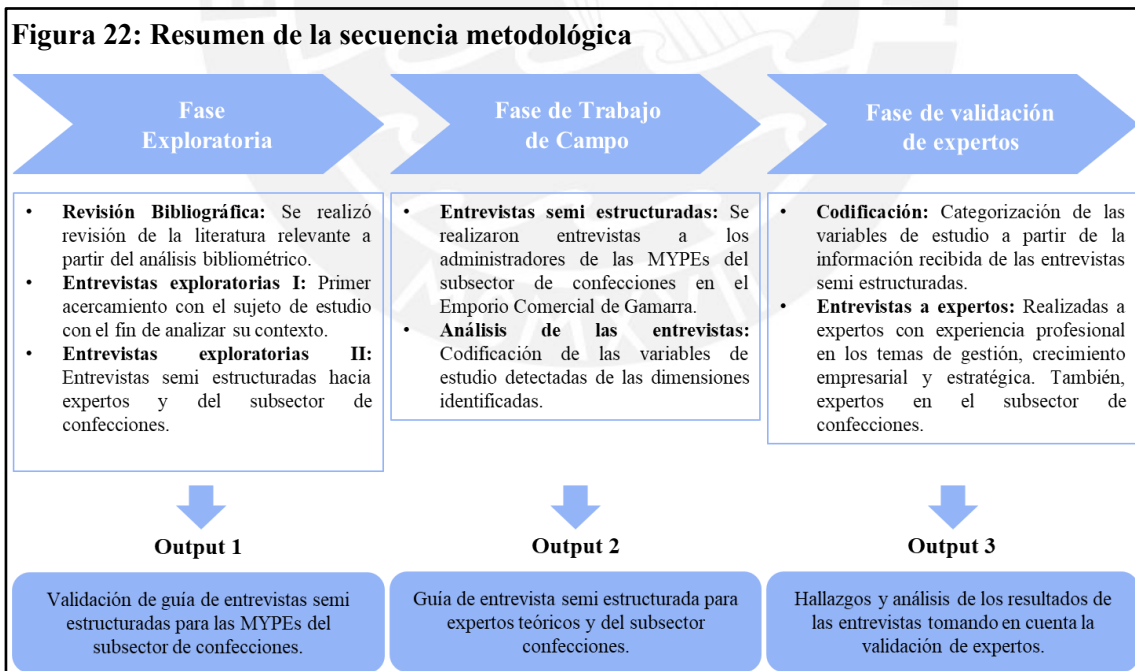 Figura 22: Resumen de la secuencia metodológica
Fase
Exploratoria
• Revisión Bibliográfica: Se realizó
revisión de la literatura relevante a
partir del análisis bibliométrico.
• Entrevistas exploratorias I: Primer
acercamiento con el sujeto de estudio
con el fin de analizar su contexto.
• Entrevistas exploratorias II:
Entrevistas semi estructuradas hacia
expertos y del subsector de
confecciones.
Output 1
Validación de guía de entrevistas semi
estructuradas para las MYPEs del
subsector de confecciones.
Fase de Trabajo
de Campo
• Entrevistas semi estructuradas: Se
realizaron entrevistas a los
administradores de las MYPEs del
subsector de confecciones en el
Emporio Comercial de Gamarra.
• Análisis de las entrevistas:
Codificación de las variables de
estudio detectadas de las dimensiones
identificadas.
Output 2
Guía de entrevista semi estructurada para
expertos teóricos y del subsector
confecciones.
Fase de validación
de expertos
• Codificación: Categorización de las
variables de estudio a partir de la
información recibida de las entrevistas
semi estructuradas.
• Entrevistas a expertos: Realizadas a
expertos con experiencia profesional
en los temas de gestión, crecimiento
empresarial y estratégica. También,
expertos en el subsector de
confecciones.
Output 3
Hallazgos y análisis de los resultados de
las entrevistas tomando en cuenta la
validación de expertos.